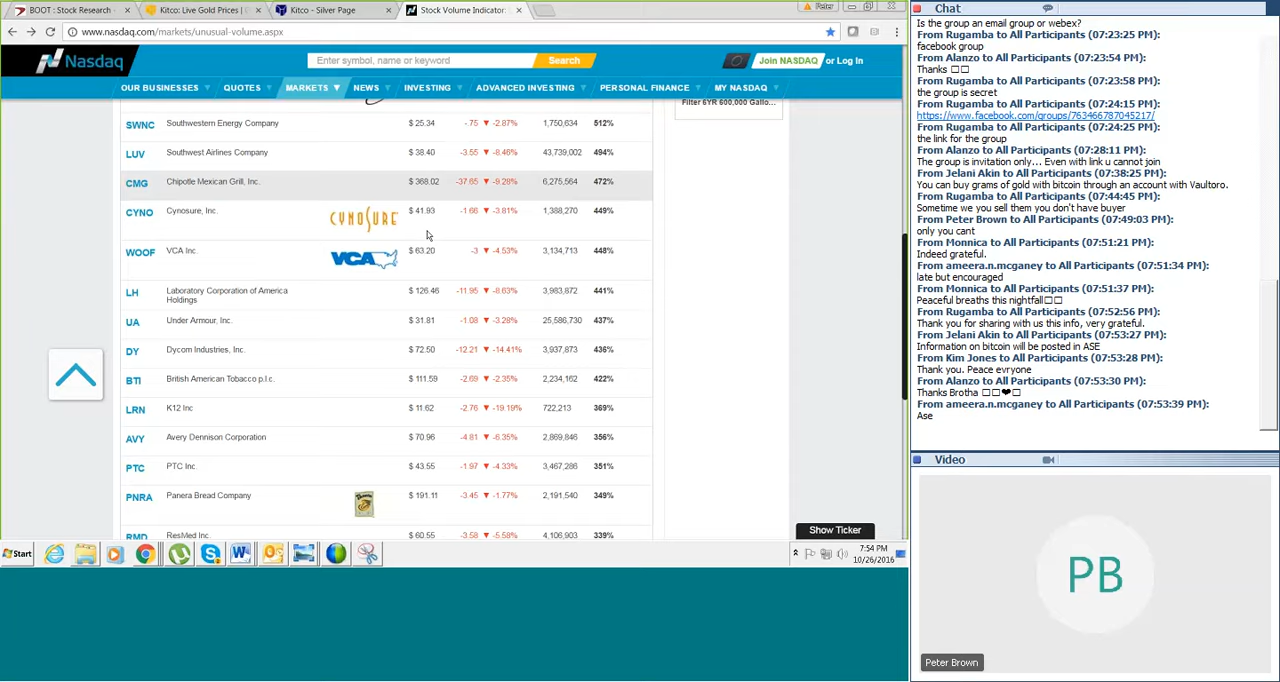 BOOT : Stock Research -
Kitco: Live Gold Prices |
Kitco - Silver Page
Stock Volume Indicator:
Peter
www.nasdaq.com/markets/unusual-volume.aspx
Nasdaq
Enter symbol, name or keyword
Search
Join NASDAQ or Log In
OUR BUSINESSES
QUOTES
MARKETS
NEWS
INVESTING
ADVANCED INVESTING
PERSONAL FINANCE
MY NASDAQ
Filter 6YR 600,000 Gallo...
SWNC Southwestern Energy Company $ 25.34 -.75 ▼ -2.87% 1,750,634 512%
LUV Southwest Airlines Company $ 38.40 -3.55 ▼ -8.46% 43,739,002 494%
CMG Chipotle Mexican Grill, Inc. $ 368.02 -37.65 ▼ -9.28% 6,275,564 472%
CYNO Cynosure, Inc. CYNOSURE $ 41.93 -1.66 ▼ -3.81% 1,388,270 449%
WOOF VCA Inc. VCA $ 63.20 -3 ▼ -4.53% 3,134,713 448%
LH Laboratory Corporation of America $ 126.46 -11.95 ▼ -8.63% 3,983,872 441%
Holdings
UA Under Armour, Inc. $ 31.81 -1.08 ▼ -3.28% 25,586,730 437%
DY Dycom Industries, Inc. $ 72.50 -12.21 ▼ -14.41% 3,937,873 436%
BTI British American Tobacco p.l.c. $ 111.59 -2.69 ▼ -2.35% 2,234,162 422%
LRN K12 Inc $ 11.62 -2.76 ▼ -19.19% 722,213 369%
AVY Avery Dennison Corporation $ 70.96 -4.81 ▼ -6.35% 2,869,846 356%
PTC PTC Inc. $ 43.55 -1.97 ▼ -4.33% 3,467,286 351%
PNRA Panera Bread Company $ 191.11 -3.45 ▼ -1.77% 2,191,540 349%
RMD ResMed Inc. $ 60.55 -3.58 ▼ -5.58% 4,106,903 339%
Show Ticker
Start
7:54 PM
10/26/2016
Chat
Is the group an email group or webex?
From Rugamba to All Participants (07:23:25 PM):
facebook group
From Alanzo to All Participants (07:23:54 PM):
Thanks □□
From Rugamba to All Participants (07:23:58 PM):
the group is secret
From Rugamba to All Participants (07:24:15 PM):
https://www.facebook.com/groups/763466787045217/
From Rugamba to All Participants (07:24:25 PM):
the link for the group
From Alanzo to All Participants (07:28:11 PM):
The group is invitation only... Even with link u cannot join
From Jelani Akin to All Participants (07:38:25 PM):
You can buy grams of gold with bitcoin through an account with Vaultoro.
From Rugamba to All Participants (07:44:45 PM):
Sometime we you sell them you don't have buyer
From Peter Brown to All Participants (07:49:03 PM):
only you cant
From Monnica to All Participants (07:51:21 PM):
Indeed grateful.
From ameera.n.mcganey to All Participants (07:51:34 PM):
late but encouraged
From Monnica to All Participants (07:51:37 PM):
Peaceful breaths this nightfall□□
From Rugamba to All Participants (07:52:56 PM):
Thank you for sharing with us this info, very grateful.
From Jelani Akin to All Participants (07:53:27 PM):
Information on bitcoin will be posted in ASE
From Kim Jones to All Participants (07:53:28 PM):
Thank you. Peace evryone
From Alanzo to All Participants (07:53:30 PM):
Thanks Brotha □□❤□
From ameera.n.mcganey to All Participants (07:53:39 PM):
Ase
Video
PB
Peter Brown